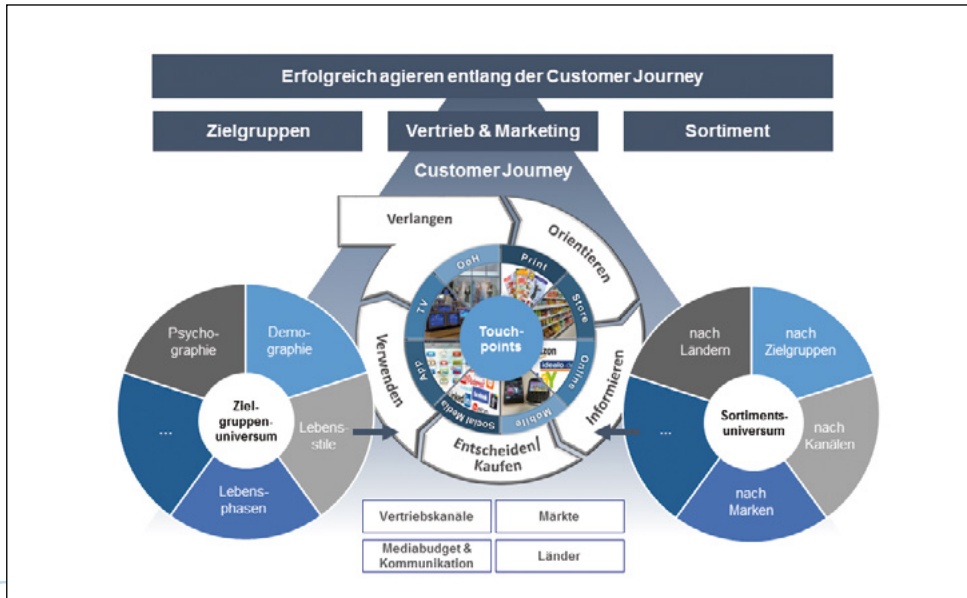 Erfolgreich agieren entlang der Customer Journey
Zielgruppen
Vertrieb & Marketing
Sortiment
Customer Journey
Verlangen
Orientieren
Informieren
Entscheiden/
Kaufen
Verwenden
OoH
Print
Store
Online
Mobile
Social Media
App
TV
Touch-
points
zon
idealo
Psycho-
graphie
Demo-
graphie
Lebens-
stile
Lebens-
phasen
...
Ziel-
gruppen-
universum
nach
Ländern
nach
Zielgruppen
nach
Kanälen
nach
Marken
...
Sortiments-
universum
Vertriebskanäle
Märkte
Mediabudget &
Kommunikation
Länder